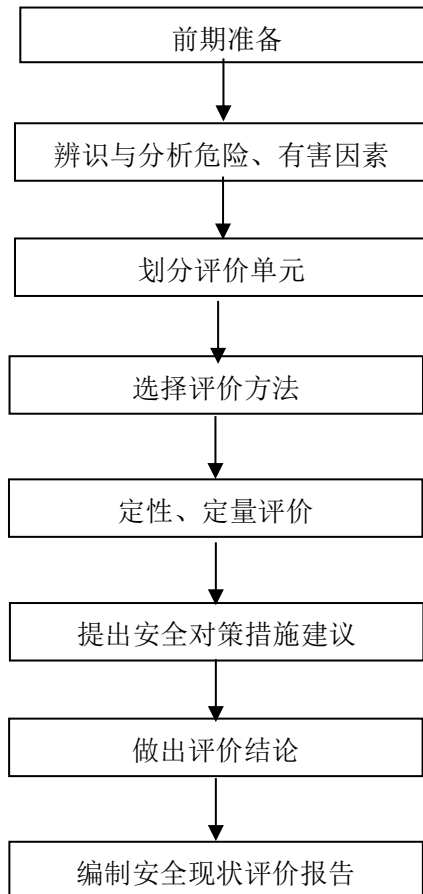 前期准备
辨识与分析危险、有害因素
划分评价单元
选择评价方法
定性、定量评价
提出安全对策措施建议
做出评价结论
编制安全现状评价报告